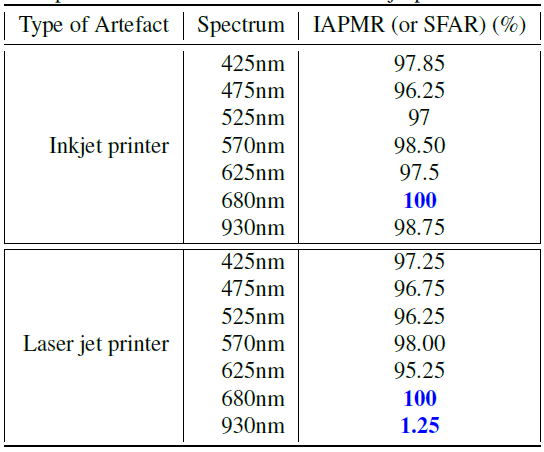 Type of Artefact Spectrum IAPMR (or SFAR) (%)
425nm 97.85
475nm 96.25
525nm 97
Inkjet printer 570nm 98.50
625nm 97.5
680nm 100
930nm 98.75
425nm 97.25
475nm 96.75
525nm 96.25
Laser jet printer 570nm 98.00
625nm 95.25
680nm 100
930nm 1.25